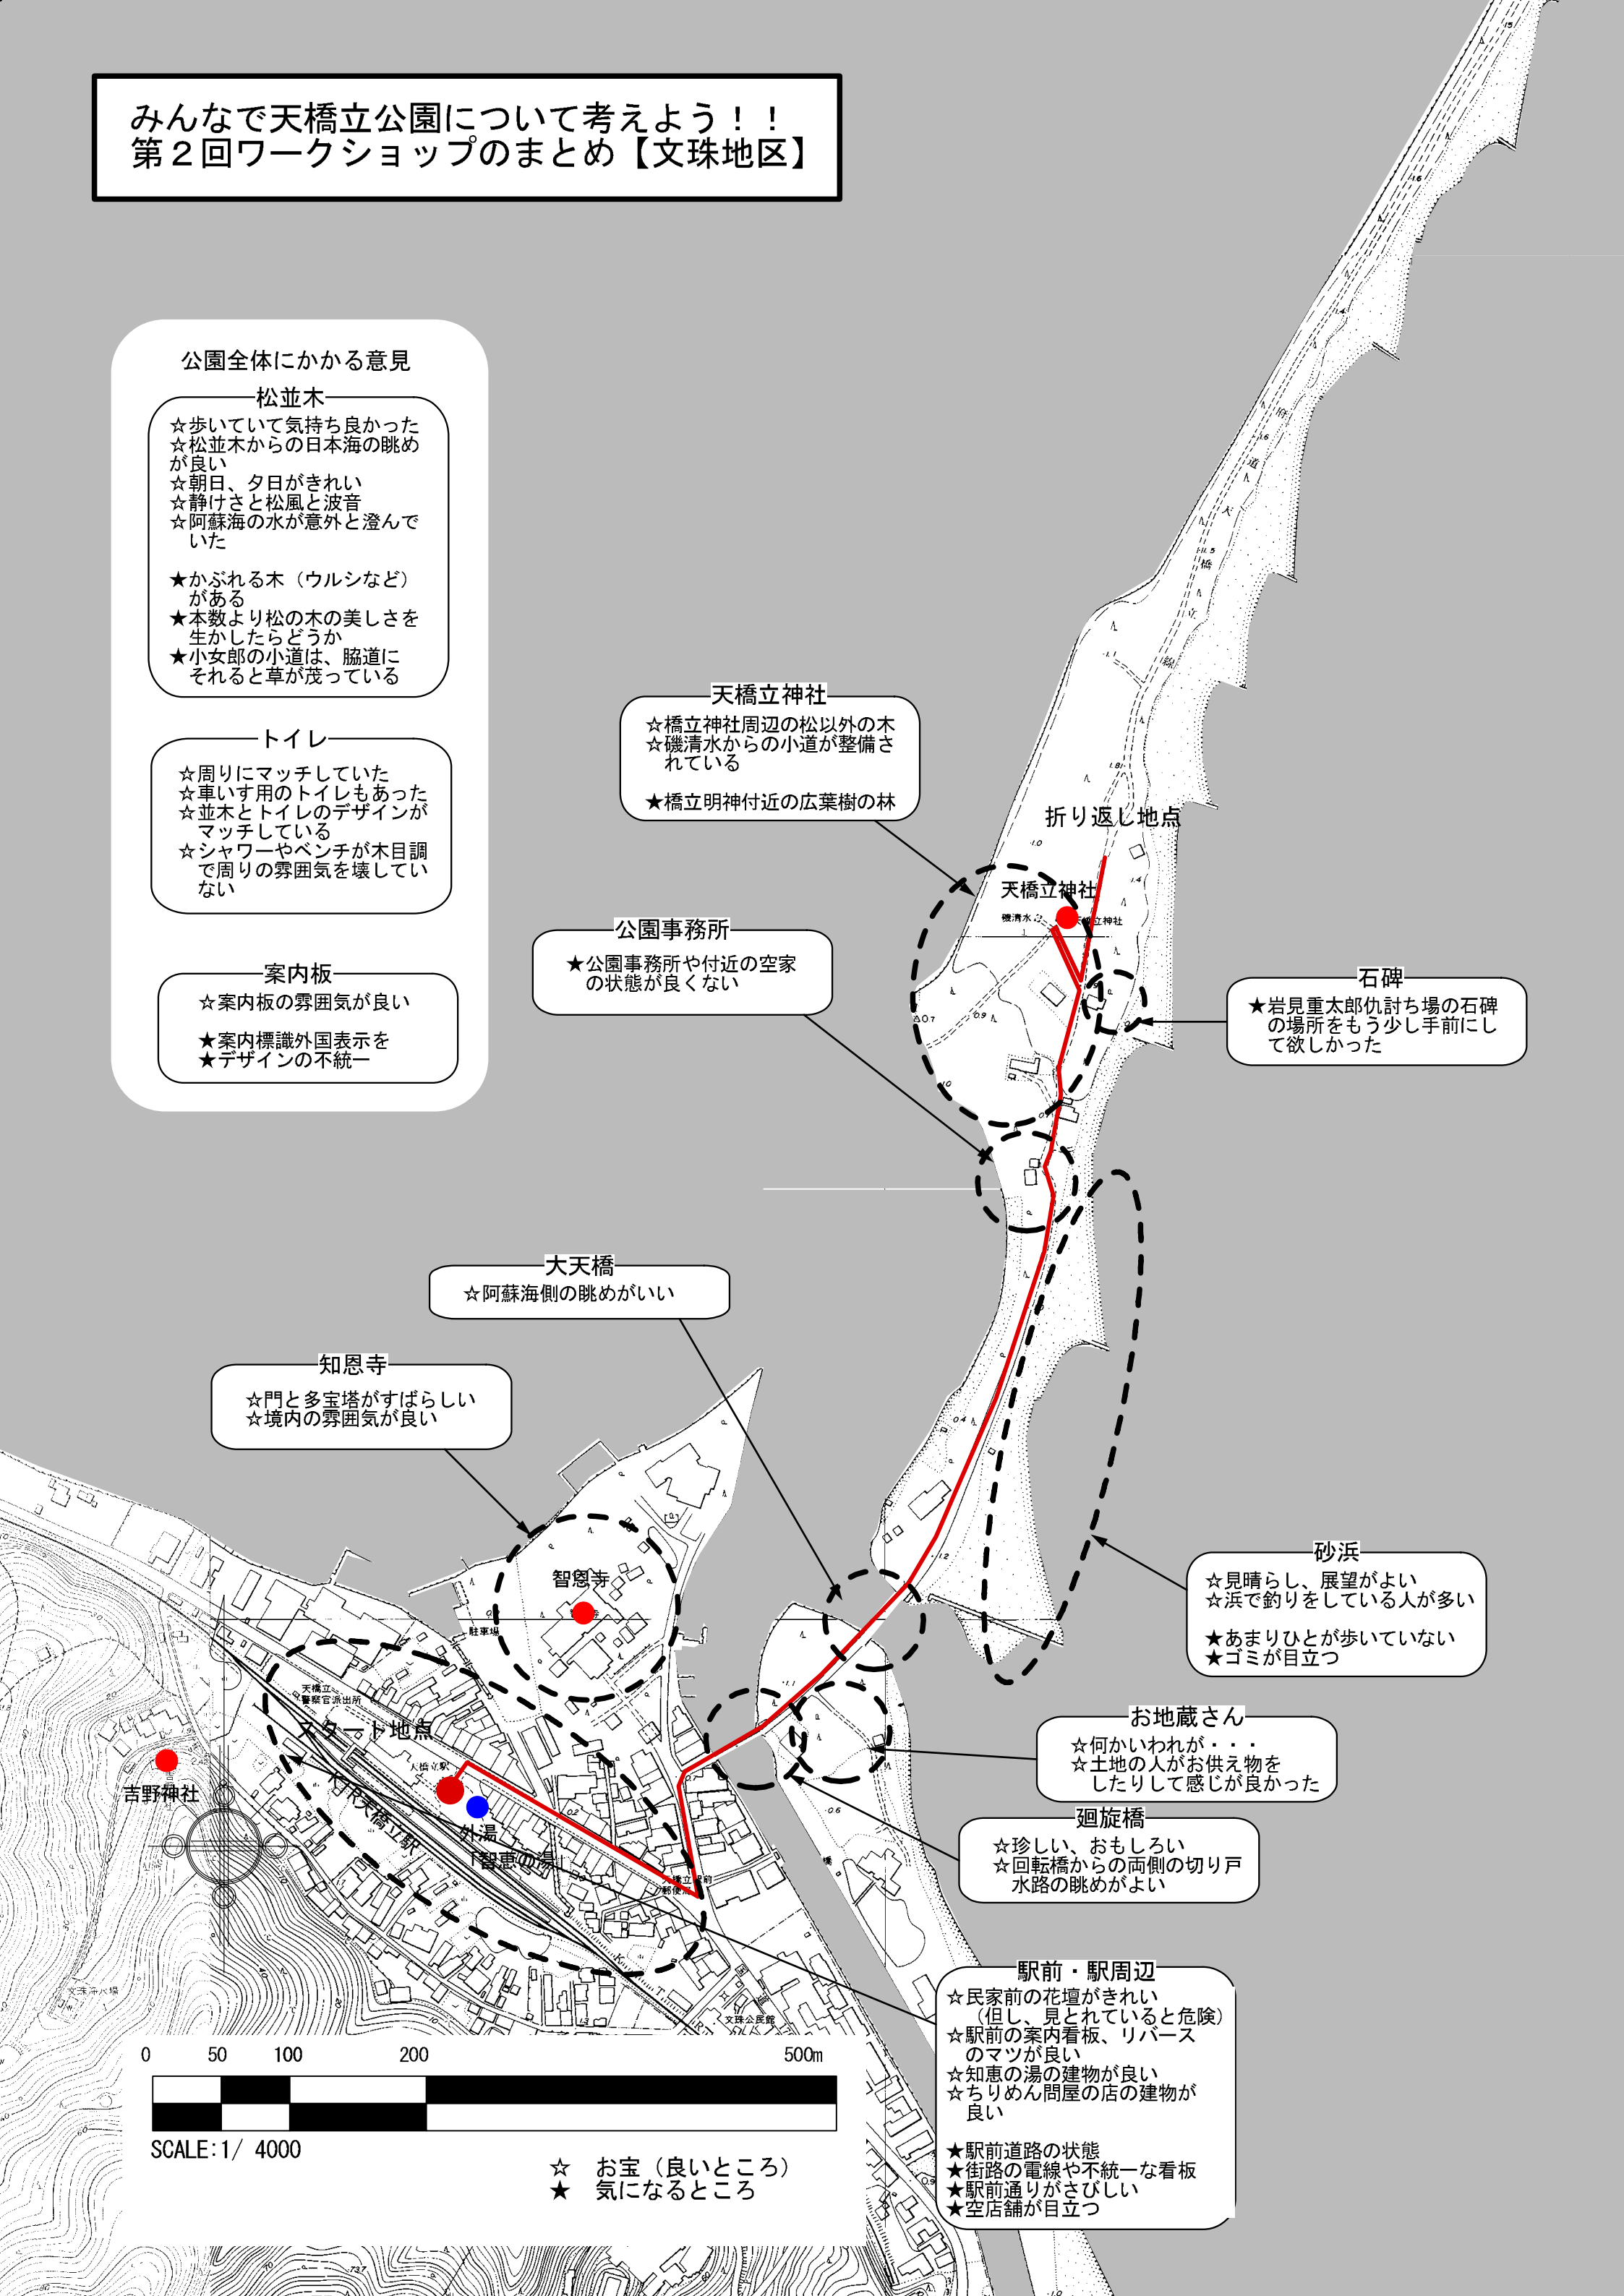 みんなで天橋立公園について考えよう！！
第２回ワークショップのまとめ【文珠地区】
公園全体にかかる意見
松並木
☆歩いていて気持ち良かった
☆松並木からの日本海の眺め
が良い
☆朝日、夕日がきれい
☆静けさと松風と波音
☆阿蘇海の水が意外と澄んで
いた
★かぶれる木（ウルシなど）
がある
★本数より松の木の美しさを
生かしたらどうか
★小女郎の小道は、脇道に
それると草が茂っている
トイレ
☆周りにマッチしていた
☆車いす用のトイレもあった
☆並木とトイレのデザインが
マッチしている
☆シャワーやベンチが木目調
で周りの雰囲気を壊してい
ない
案内板
☆案内板の雰囲気が良い
★案内標識外国表示を
★デザインの不統一
天橋立神社
☆橋立神社周辺の松以外の木
☆磯清水からの小道が整備さ
れている
★橋立明神付近の広葉樹の林
折り返し地点
天橋立神社
磯清水
公園事務所
★公園事務所や付近の空家
の状態が良くない
石碑
★岩見重太郎仇討ち場の石碑
の場所をもう少し手前にし
て欲しかった
大天橋
☆阿蘇海側の眺めがいい
知恩寺
☆門と多宝塔がすばらしい
☆境内の雰囲気が良い
智恩寺
駐車場
砂浜
☆見晴らし、展望がよい
☆浜で釣りをしている人が多い
★あまりひとが歩いていない
★ゴミが目立つ
お地蔵さん
☆何かいわれが・・・
☆土地の人がお供え物を
したりして感じが良かった
廻旋橋
☆珍しい、おもしろい
☆回転橋からの両側の切り戸
水路の眺めがよい
天橋立
警察官派出所
スタート地点
天橋立駅
吉野神社
KTR天橋立駅
外湯
「智恵の湯」
文珠公民館
駅前・駅周辺
☆民家前の花壇がきれい
（但し、見とれていると危険）
☆駅前の案内看板、リバース
のマツが良い
☆知恵の湯の建物が良い
☆ちりめん問屋の店の建物が
良い
★駅前道路の状態
★街路の電線や不統一な看板
★駅前通りがさびしい
★空店舗が目立つ
0 50 100 200 500m
SCALE:1/ 4000
☆ お宝（良いところ）
★ 気になるところ